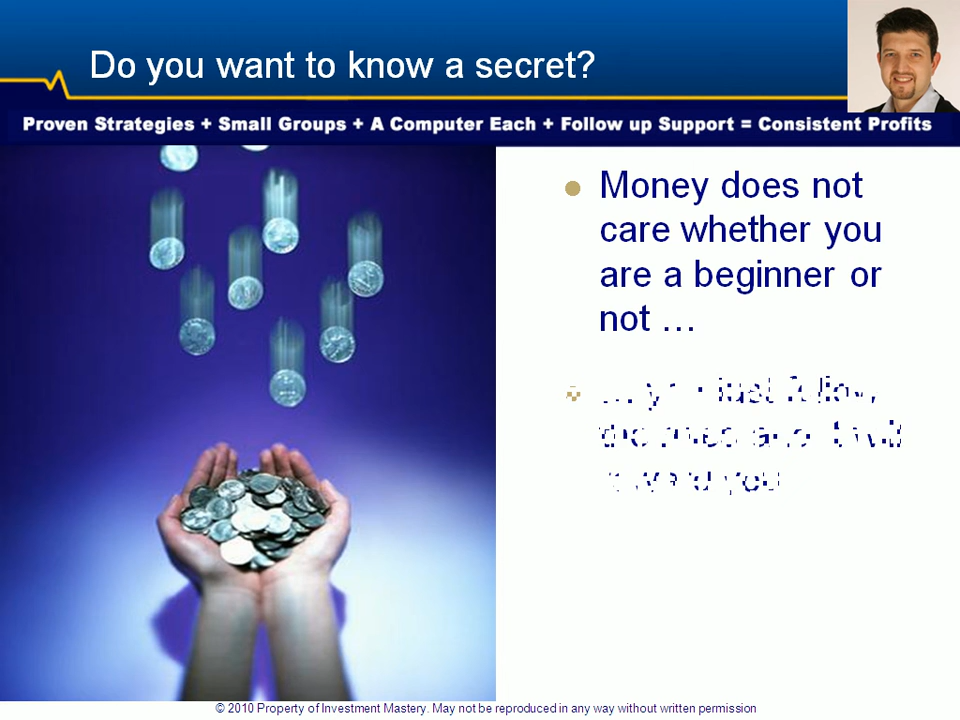 Do you want to know a secret?
Proven Strategies + Small Groups + A Computer Each + Follow up Support = Consistent Profits
Money does not
care whether you
are a beginner or
not …
© 2010 Property of Investment Mastery. May not be reproduced in any way without written permission